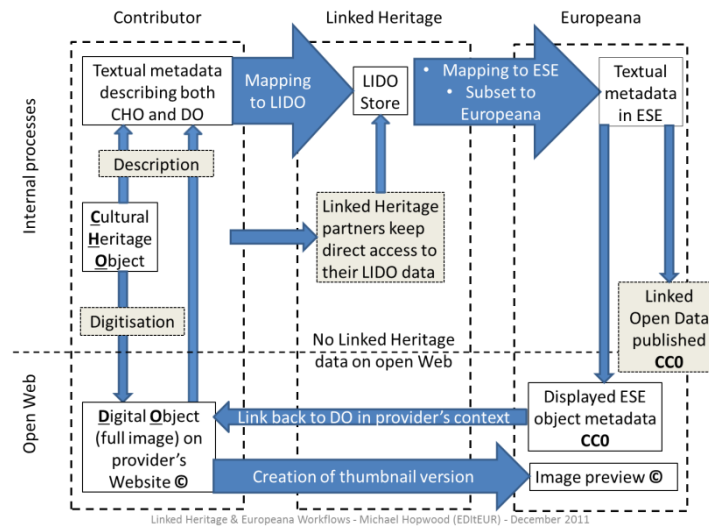 Contributor
Linked Heritage
Europeana
Internal processes
Textual metadata
describing both
CHO and DO
Mapping
to LIDO
LIDO
Store
• Mapping to ESE
• Subset to
Europeana
Textual
metadata
in ESE
Description
Cultural
Heritage
Object
Linked Heritage
partners keep
direct access to
their LIDO data
Digitisation
Linked
Open Data
published
CC0
No Linked Heritage
data on open Web
Open Web
Digital Object
(full image) on
provider's
Website ©
Link back to DO in provider's context
Displayed ESE
object metadata
CC0
Creation of thumbnail version
Image preview ©
Linked Heritage & Europeana Workflows - Michael Hopwood (EDItEUR) - December 2011